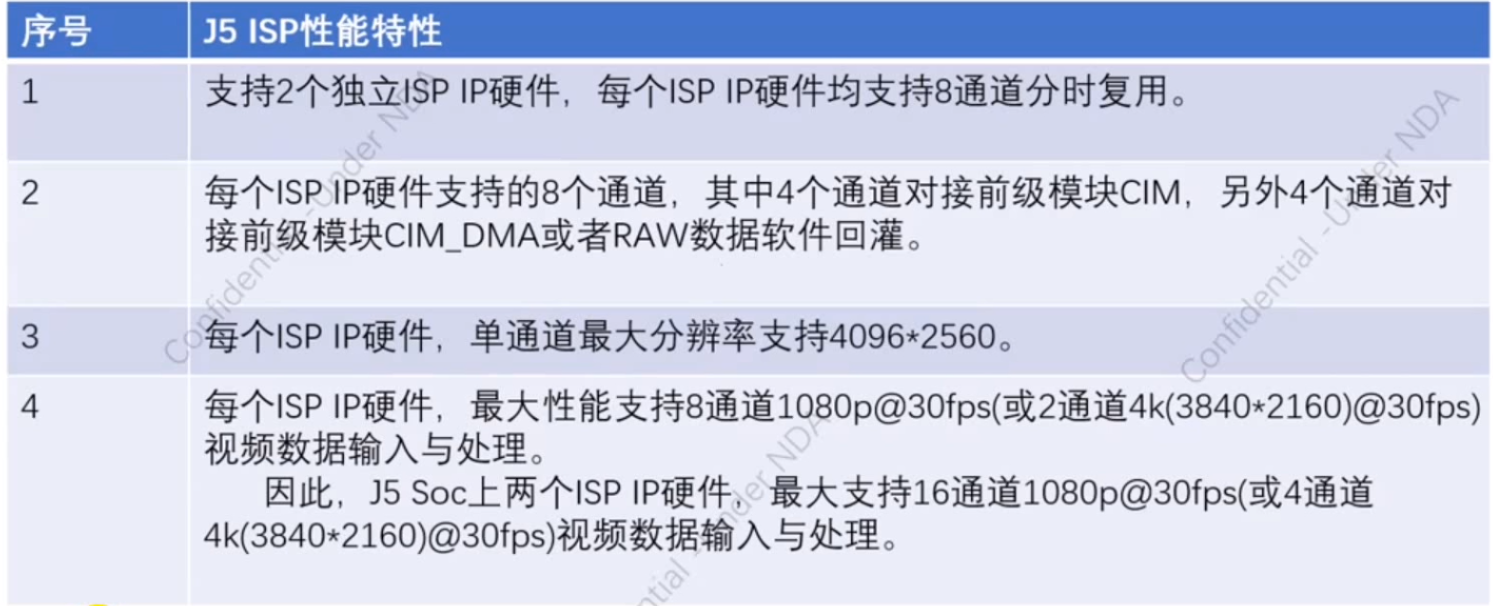 序号 J5 ISP性能特性
1 支持2个独立ISP IP硬件，每个ISP IP硬件均支持8通道分时复用。
2 每个ISP IP硬件支持的8个通道，其中4个通道对接前级模块CIM，另外4个通道对
接前级模块CIM_DMA或者RAW数据软件回灌。
3 每个ISP IP硬件，单通道最大分辨率支持4096*2560。
4 每个ISP IP硬件，最大性能支持8通道1080p@30fps(或2通道4k(3840*2160)@30fps)
视频数据输入与处理。
因此，J5 Soc上两个ISP IP硬件，最大支持16通道1080p@30fps(或4通道
4k(3840*2160)@30fps)视频数据输入与处理。
Confidential -Under NDA
Confidential -Under NDA
ntial -Under NDA